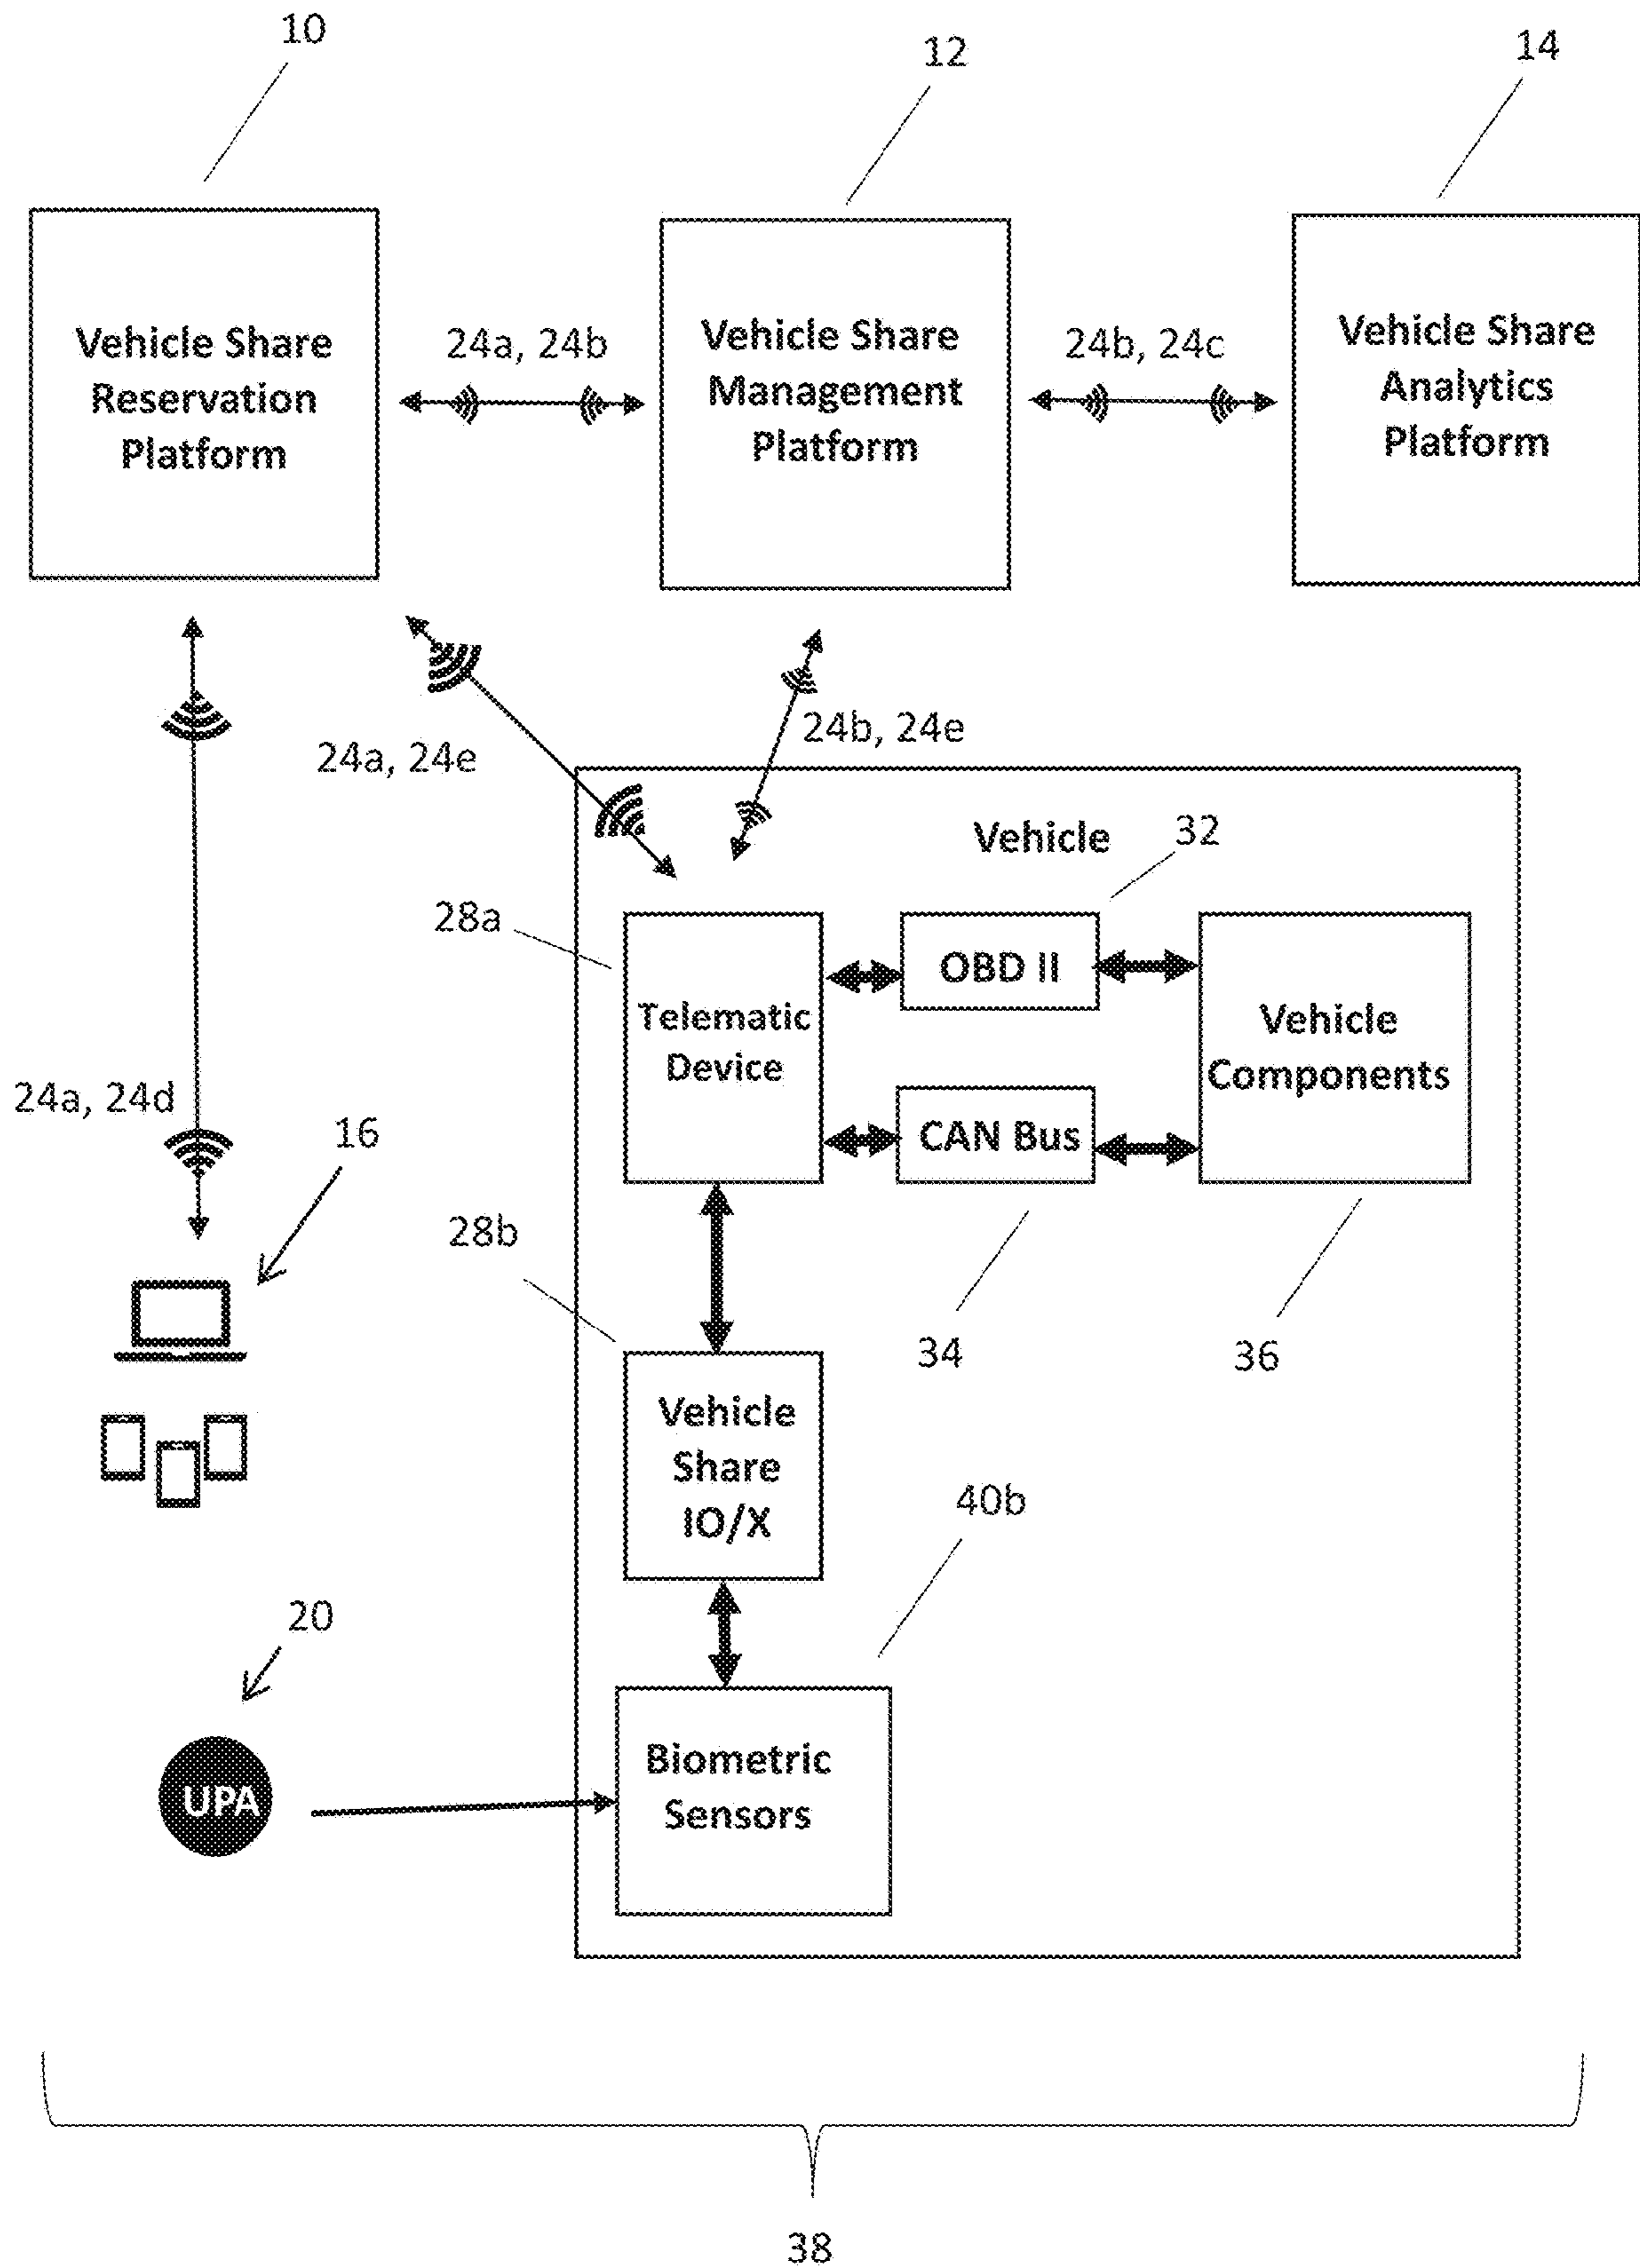 10
12
14
Vehicle Share
Reservation
Platform
24a, 24b
Vehicle Share
Management
Platform
24b, 24c
Vehicle Share
Analytics
Platform
24a, 24e
24b, 24e
Vehicle
32
28a
Telematic
Device
OBD II
Vehicle
Components
CAN Bus
24a, 24d
16
28b
34
36
Vehicle
Share
IO/X
40b
20
UPA
Biometric
Sensors
38